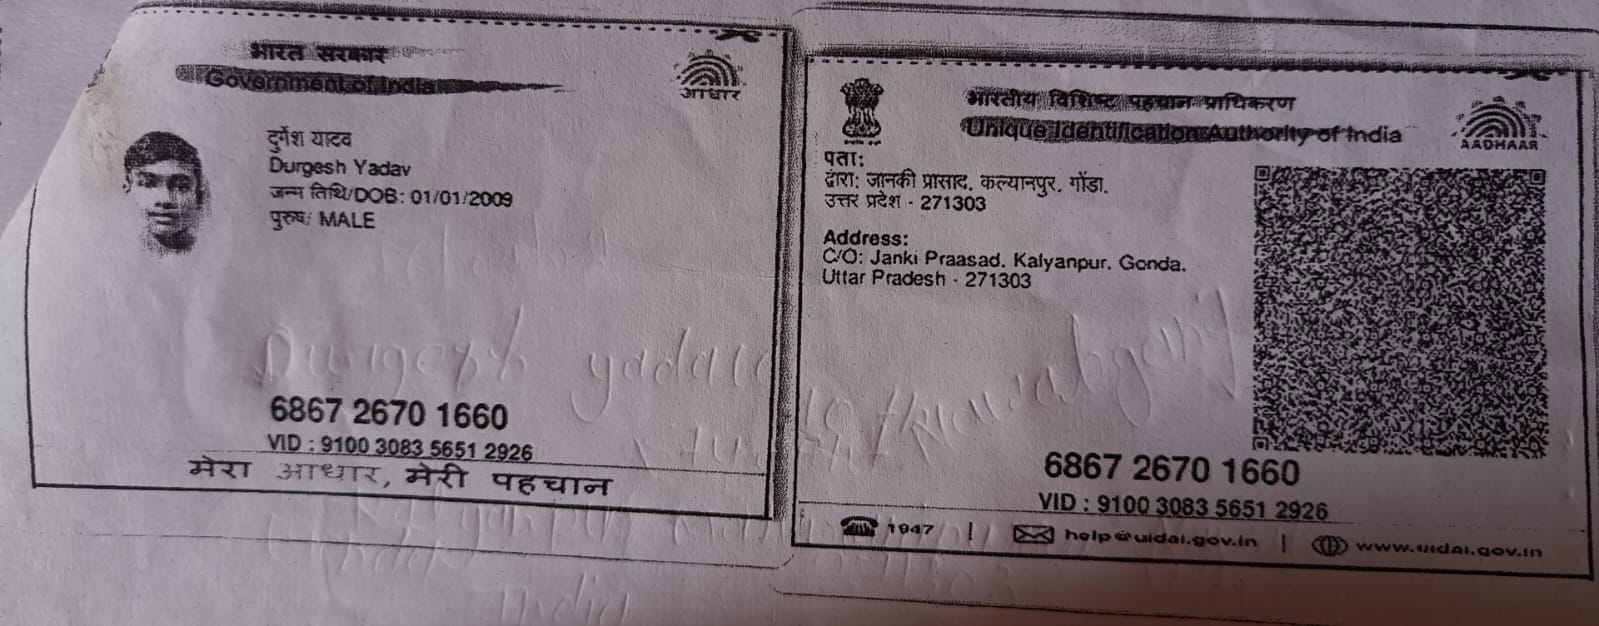 भारत सरकार
Government of India
आधार
दुर्गेश यादव
Durgesh Yadav
जन्म तिथि/DOB: 01/01/2009
पुरुष/ MALE
Durgesh yadav
6867 2670 1660
VID : 9100 3083 5651 2926
मेरा आधार, मेरी पहचान
India
भारतीय विशिष्ट पहचान प्राधिकरण
Unique Identification Authority of India
AADHAAR
पता:
द्वारा: जानकी प्रासाद, कल्यानपुर, गोंडा,
उत्तर प्रदेश - 271303
Address:
C/O: Janki Praasad, Kalyanpur, Gonda,
Uttar Pradesh - 271303
6867 2670 1660
VID : 9100 3083 5651 2926
1947 | help@uidai.gov.in | www.uidai.gov.in